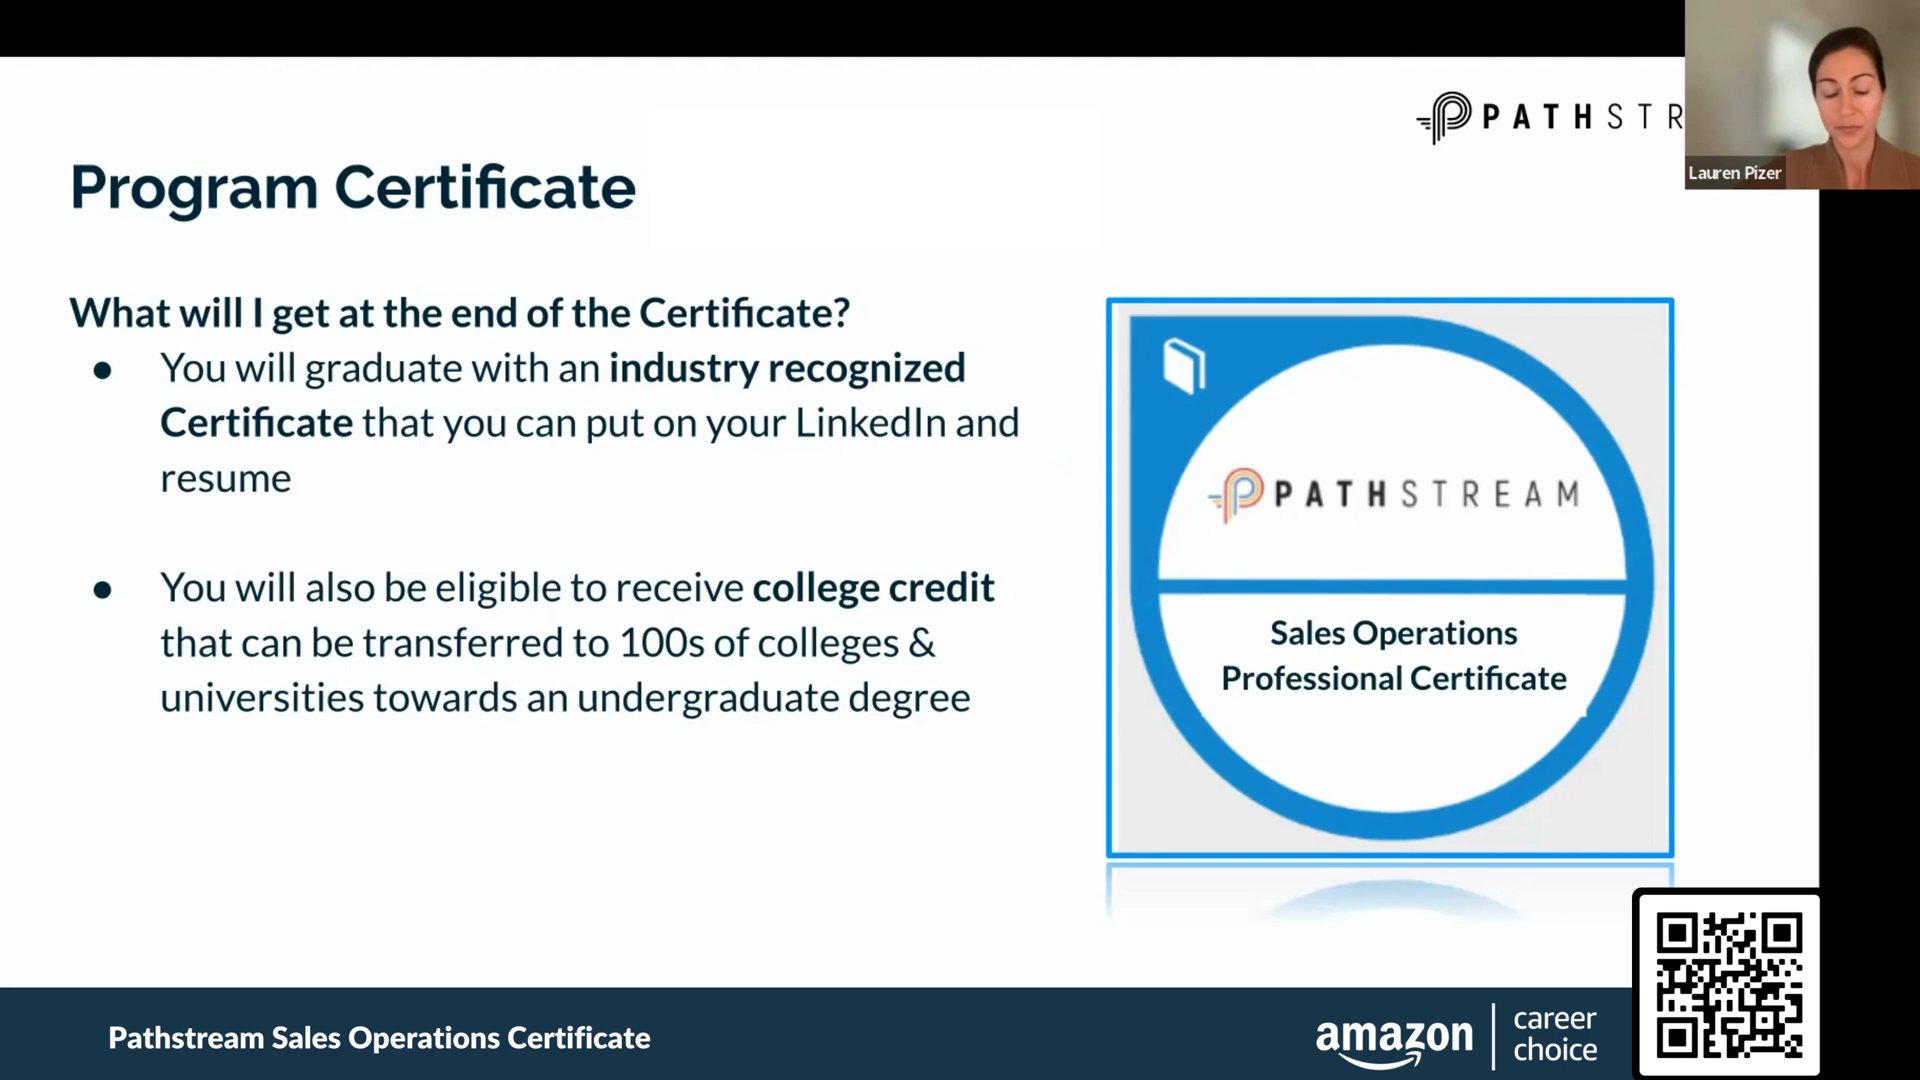 PATHSTR
Lauren Pizer
Program Certificate
What will I get at the end of the Certificate?
● You will graduate with an industry recognized
Certificate that you can put on your LinkedIn and
resume
● You will also be eligible to receive college credit
that can be transferred to 100s of colleges &
universities towards an undergraduate degree
PATHSTREAM
Sales Operations
Professional Certificate
Pathstream Sales Operations Certificate
amazon
career
choice